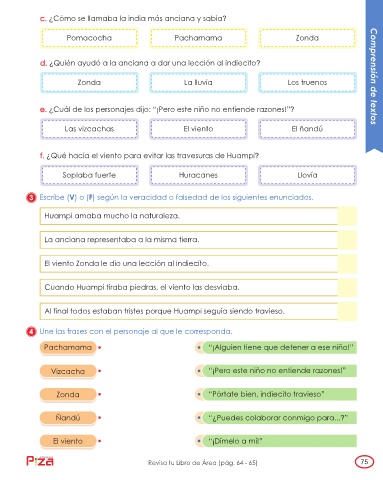 c. ¿Cómo se llamaba la india más anciana y sabia?
Pomacocha Pachamama Zonda
d. ¿Quién ayudó a la anciana a dar una lección al indiecito?
Zonda La lluvia Los truenos
e. ¿Cuál de los personajes dijo: "¡Pero este niño no entiende razones!"?
Las vizcachas El viento El ñandú
f. ¿Qué hacía el viento para evitar las travesuras de Huampi?
Soplaba fuerte Huracanes Llovía
3 Escribe (V) o (F) según la veracidad o falsedad de los siguientes enunciados.
Huampi amaba mucho la naturaleza.
La anciana representaba a la misma tierra.
El viento Zonda le dio una lección al indiecito.
Cuando Huampi tiraba piedras, el viento las desviaba.
Al final todos estaban tristes porque Huampi seguía siendo travieso.
4 Une las frases con el personaje al que le corresponda.
Pachamama • • "¡Alguien tiene que detener a ese niño!"
Vizcacha • • "¡Pero este niño no entiende razones!"
Zonda • • "Pórtate bien, indiecito travieso"
Ñandú • • "¿Puedes colaborar conmigo para...?"
El viento • • "¡Dímelo a mí!"
Comprensión de textos
Piza
Revisa tu Libro de Área (pág. 64 - 65)
75